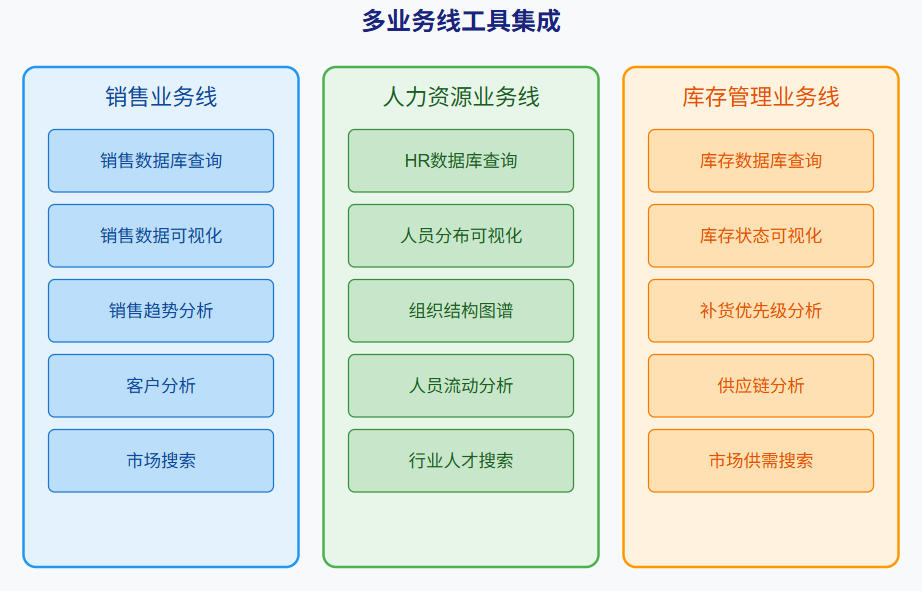 多业务线工具集成
销售业务线
销售数据库查询
销售数据可视化
销售趋势分析
客户分析
市场搜索
人力资源业务线
HR数据库查询
人员分布可视化
组织结构图谱
人员流动分析
行业人才搜索
库存管理业务线
库存数据库查询
库存状态可视化
补货优先级分析
供应链分析
市场供需搜索